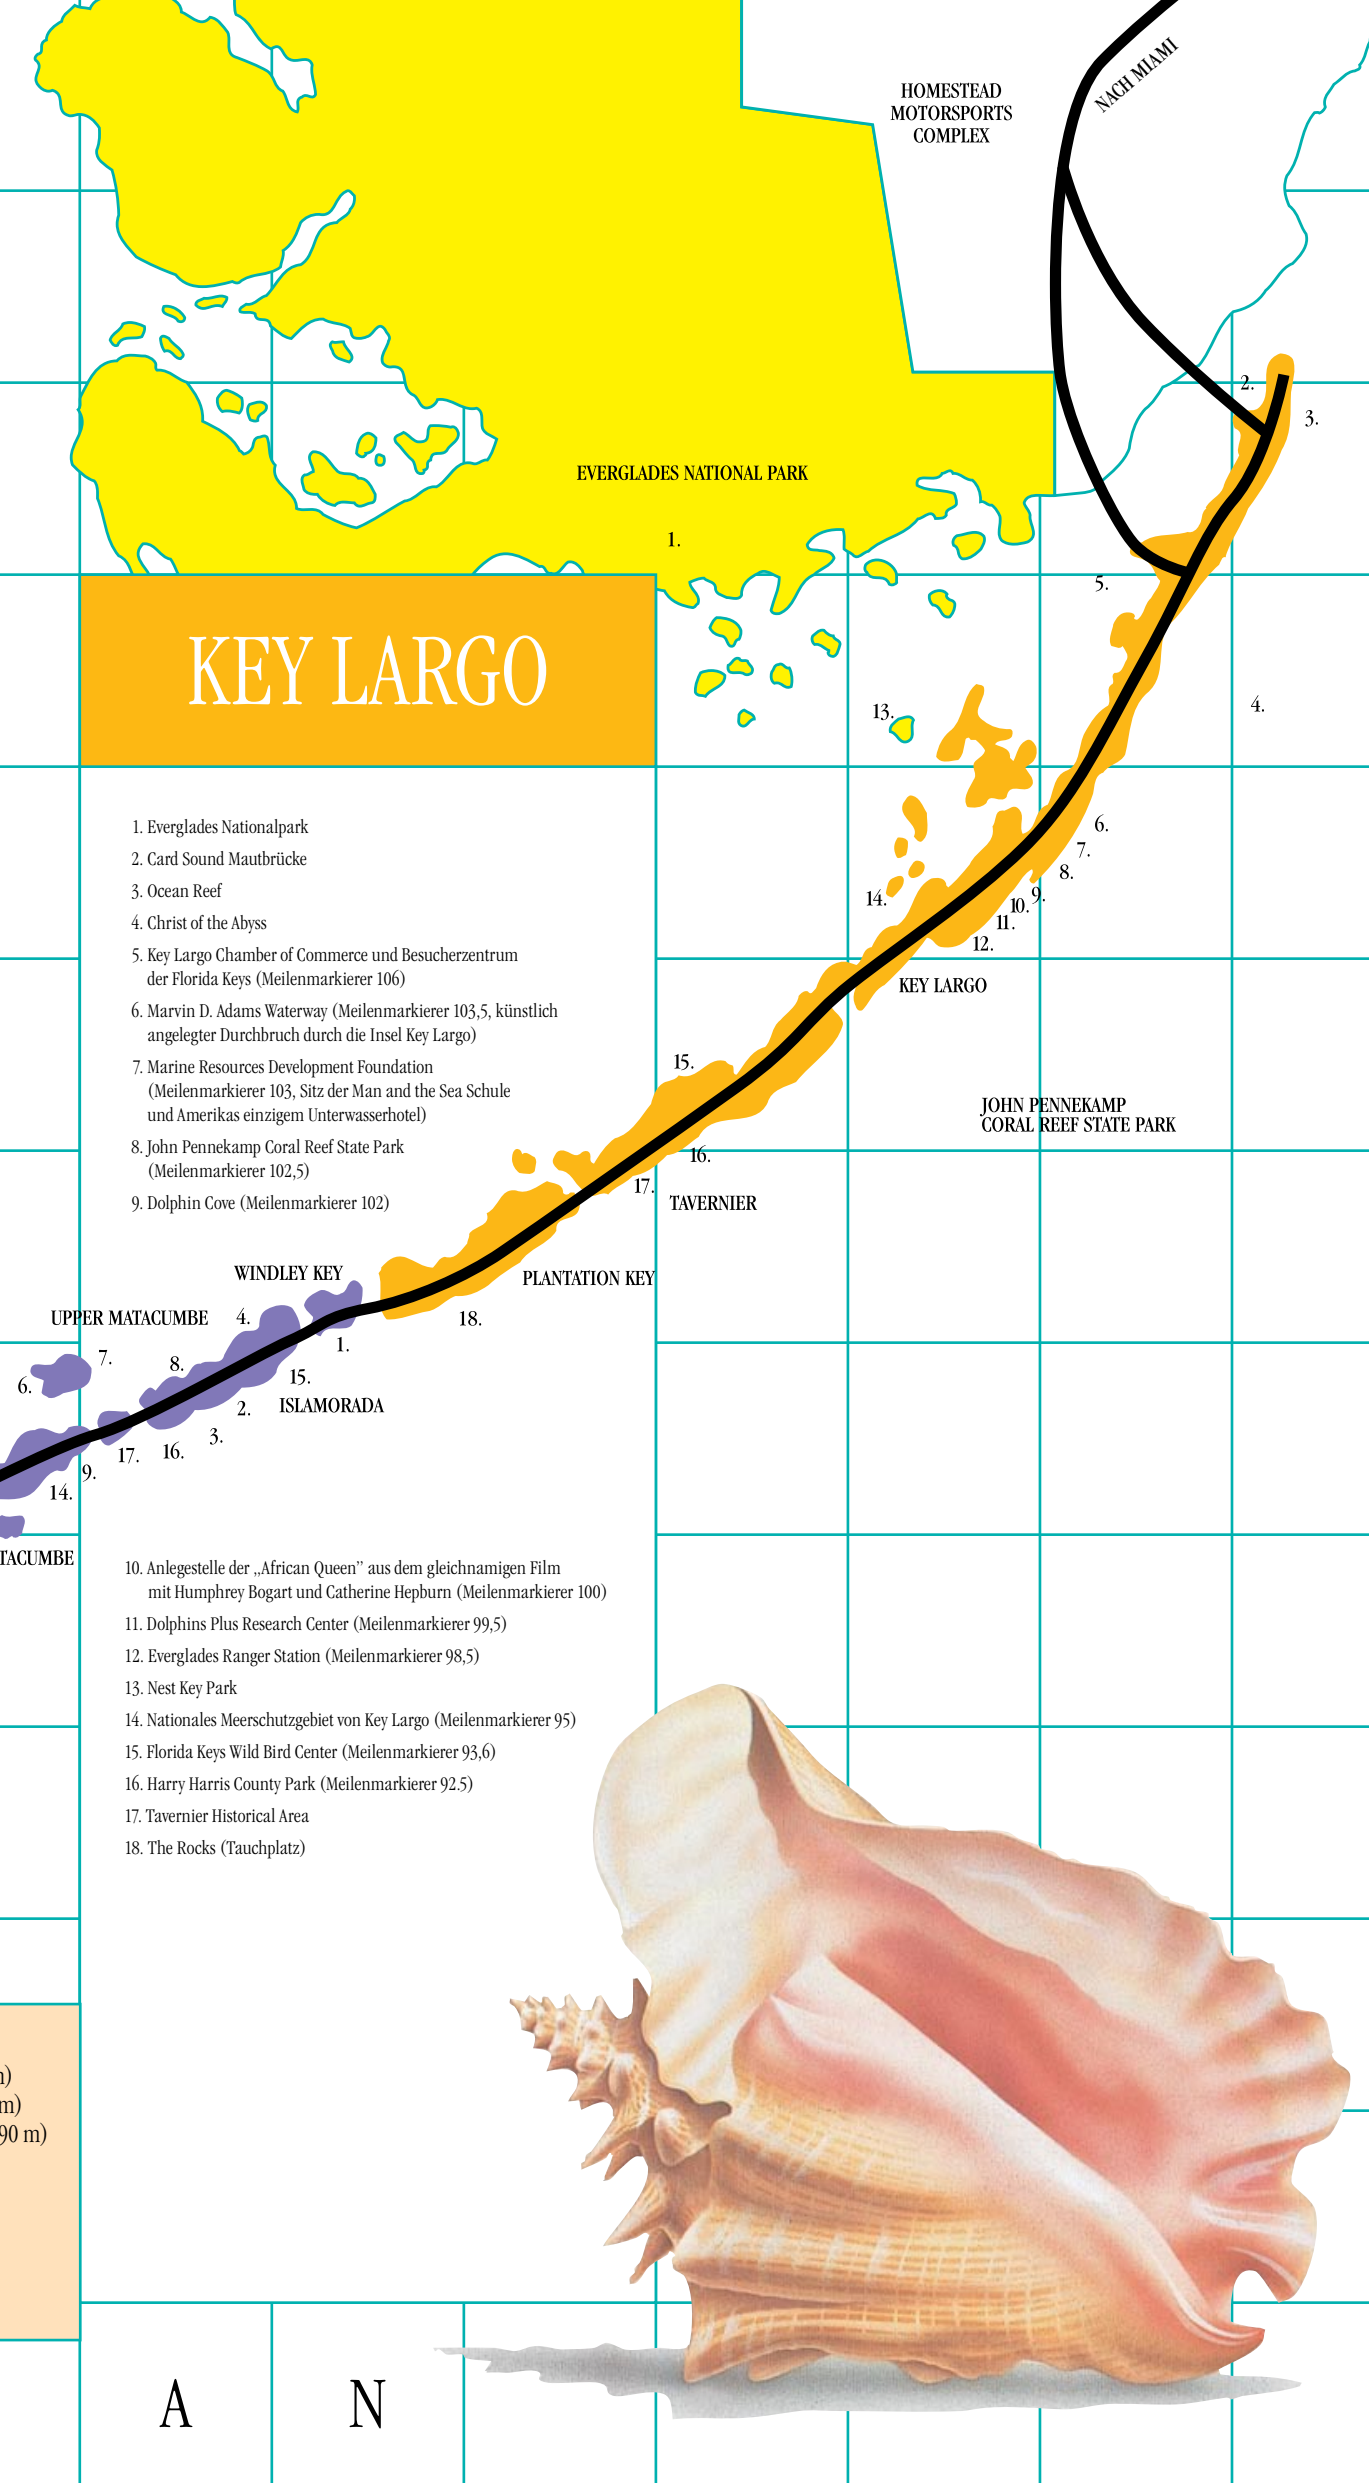 NACH MIAMI
HOMESTEAD
MOTORSPORTS
COMPLEX
2.
3.
EVERGLADES NATIONAL PARK
1.
5.
KEY LARGO
4.
13.
1. Everglades Nationalpark
2. Card Sound Mautbrücke
3. Ocean Reef
4. Christ of the Abyss
5. Key Largo Chamber of Commerce und Besucherzentrum
der Florida Keys (Meilenmarkierer 106)
6. Marvin D. Adams Waterway (Meilenmarkierer 103,5, künstlich
angelegter Durchbruch durch die Insel Key Largo)
7. Marine Resources Development Foundation
(Meilenmarkierer 103, Sitz der Man and the Sea Schule
und Amerikas einzigem Unterwasserhotel)
8. John Pennekamp Coral Reef State Park
(Meilenmarkierer 102,5)
9. Dolphin Cove (Meilenmarkierer 102)
6.
7.
8.
9.
10.
11.
12.
14.
KEY LARGO
15.
JOHN PENNEKAMP
CORAL REEF STATE PARK
16.
17.
TAVERNIER
PLANTATION KEY
18.
WINDLEY KEY
UPPER MATACUMBE
4.
1.
7.
8.
6.
15.
2.
ISLAMORADA
3.
16.
17.
9.
14.
TACUMBE
10. Anlegestelle der „African Queen” aus dem gleichnamigen Film
mit Humphrey Bogart und Catherine Hepburn (Meilenmarkierer 100)
11. Dolphins Plus Research Center (Meilenmarkierer 99,5)
12. Everglades Ranger Station (Meilenmarkierer 98,5)
13. Nest Key Park
14. Nationales Meerschutzgebiet von Key Largo (Meilenmarkierer 95)
15. Florida Keys Wild Bird Center (Meilenmarkierer 93,6)
16. Harry Harris County Park (Meilenmarkierer 92.5)
17. Tavernier Historical Area
18. The Rocks (Tauchplatz)
m)
90 m)
A N